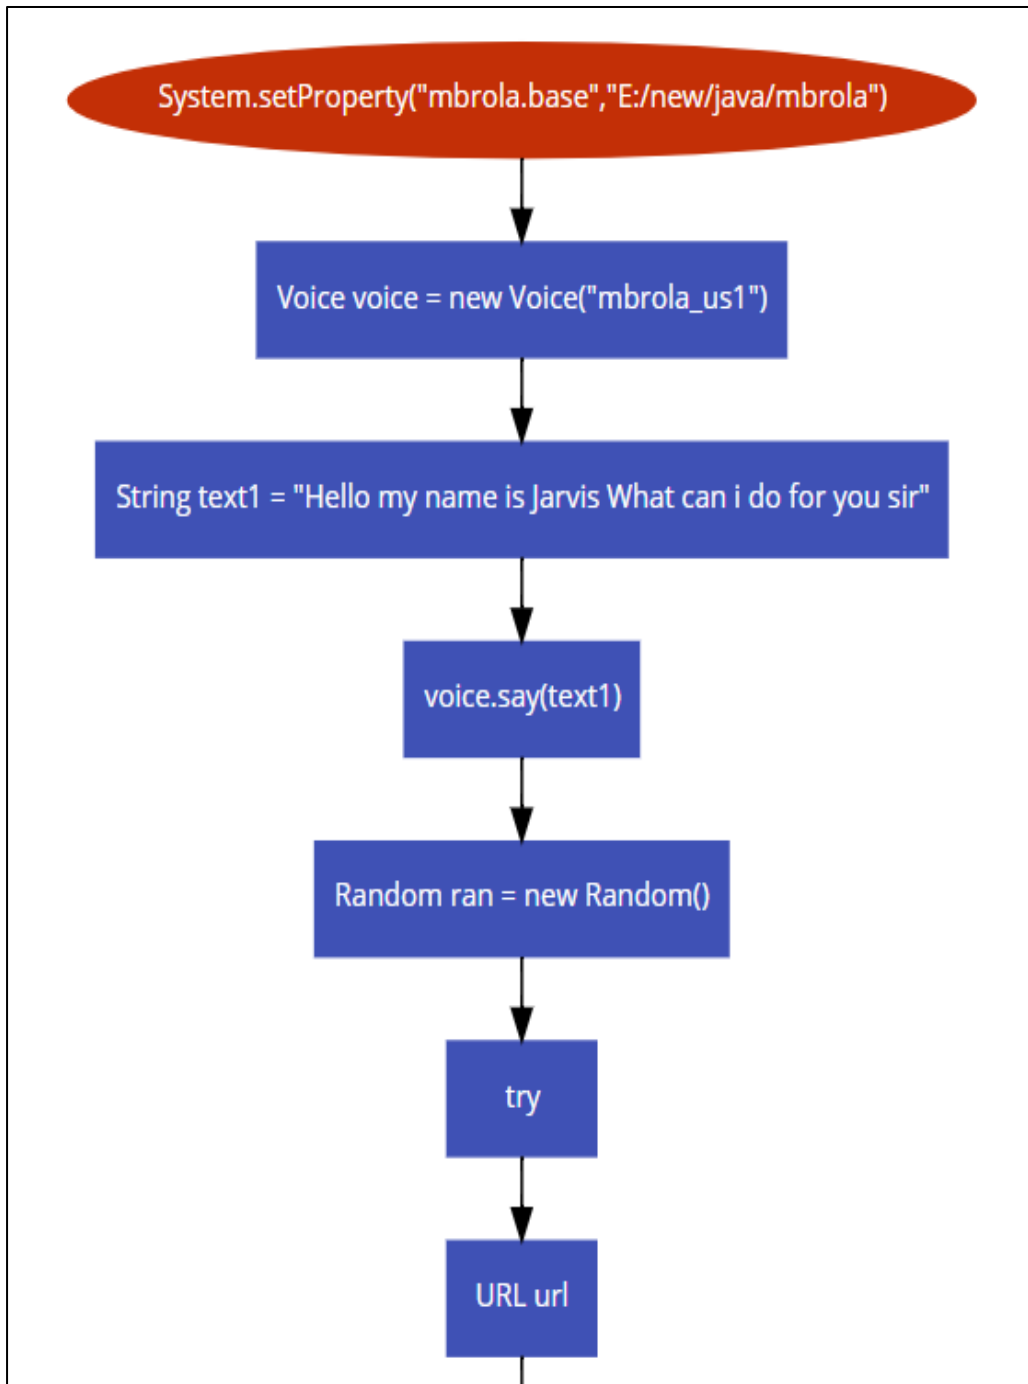 System.setProperty("mbrola.base","E:/new/java/mbrola")
Voice voice = new Voice("mbrola_us1")
String text1 = "Hello my name is Jarvis What can i do for you sir"
voice.say(text1)
Random ran = new Random()
try
URL url